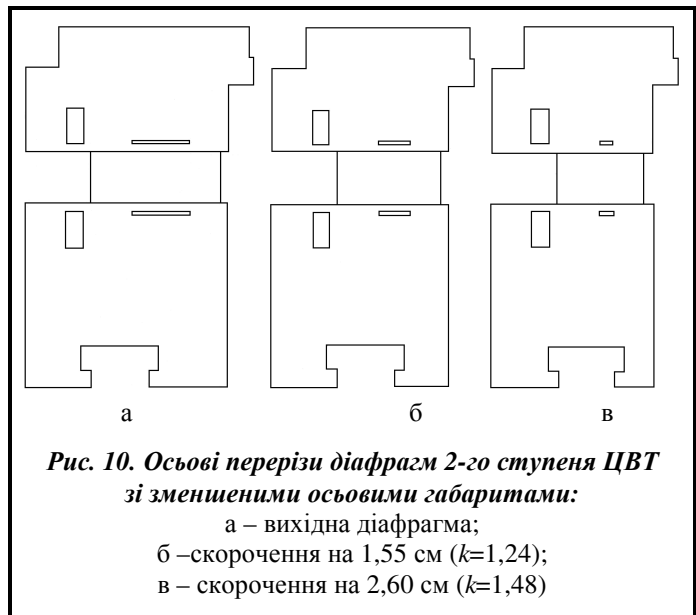 а б в
Рис. 10. Осьові перерізи діафрагм 2-го ступеня ЦВТ
зі зменшеними осьовими габаритами:
а – вихідна діафрагма;
б –скорочення на 1,55 см (k=1,24);
в – скорочення на 2,60 см (k=1,48)